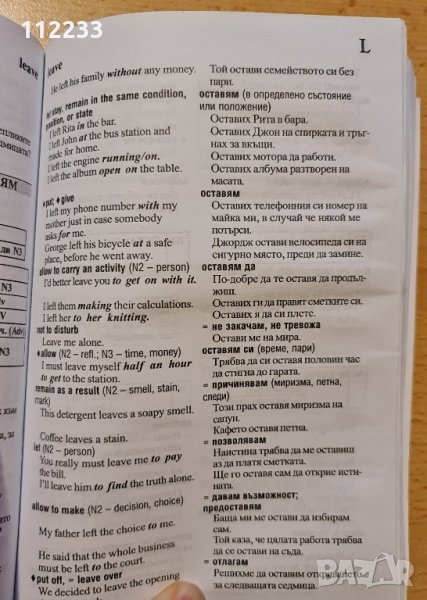 112233
L
leave
leave
He left his family without any money.
let stay, remain in the same condition,
position, or state
I left Rita in the bar.
I left John at the bus station and
made for home.
I left the engine running/on.
I left the album open on the table.
♦put; ♦give
I left my phone number with my
mother just in case somebody
asks for me.
George left his bicycle at a safe
place, before he went away.
allow to carry an activity (N2 – person)
I'd better leave you to get on with it.
I left them making their calculations.
I left her to her knitting.
not to disturb
Leave me alone.
♦allow (N2 – refl.; N3 – time, money)
I must leave myself half an hour
to get to the station.
remain as a result (N2 – smell, stain,
mark)
This detergent leaves a soapy smell.
Coffee leaves a stain.
let (N2 – person)
You really must leave me to pay
the bill.
I'll leave him to find the truth alone.
allow to make (N2 – decision, choice)
My father left the choice to me.
He said that the whole business
must be left to the court.
♦put off, = leave over
We decided to leave the opening
Той остави семейството си без
пари.
оставям (в определено състояние
или положение)
Оставих Рита в бара.
Оставих Джон на спирката и тръг-
нах за вкъщи.
Оставих мотора да работи.
Оставих албума разтворен на
масата.
оставям
Оставих телефонния си номер на
майка ми, в случай че някой ме
потърси.
Джордж остави велосипеда си на
сигурно място, преди да замине.
оставям да
По-добре да те оставя да продъл-
жиш.
Оставих ги да правят сметките си.
Оставих я да си плете.
= не закачам, не тревожа
Остави ме на мира.
оставям си (време, пари)
Трябва да си оставя половин час
да стигна до гарата.
= причинявам (миризма, петна,
следи)
Този прах оставя миризма на
сапун.
Кафето оставя петна.
= позволявам
Наистина трябва да ме оставиш
аз да платя сметката.
Ще го оставя сам да открие исти-
ната.
= давам възможност;
предоставям
Баща ми ме остави да избирам
сам.
Той каза, че цялата работа трябва
да се остави на съда.
= отлагам
Решихме да оставим откриването
за следващата седмица.
BAZAR